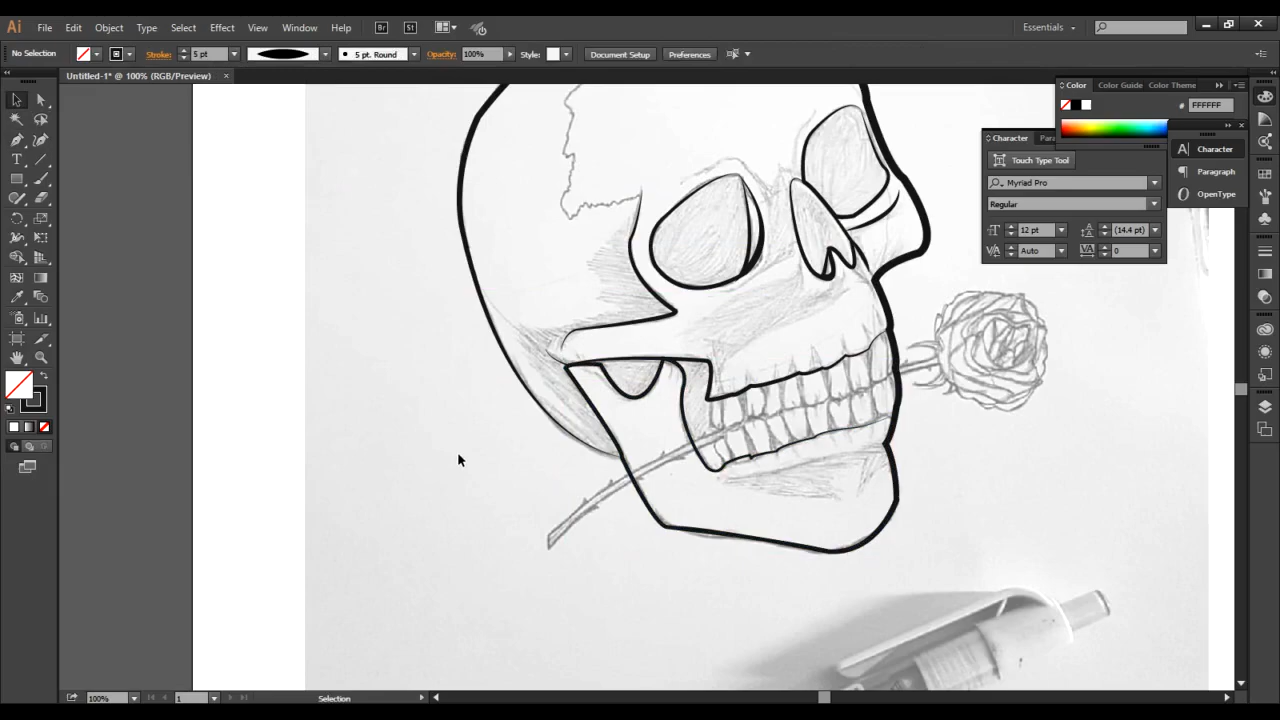 Ai File Edit Object Type Select Effect View Window Help Br St Essentials
No Selection Stroke: 5 pt 5 pt. Round Opacity: 100% Style: Document Setup Preferences
Untitled-1* @ 100% (RGB/Preview) ×
Color Color Guide Color Theme
# FFFFFF
Character Par
Touch Type Tool
Myriad Pro
Regular
12 pt (14.4 pt)
Auto 0
A Character
Paragraph
O OpenType
100% 1 Selection